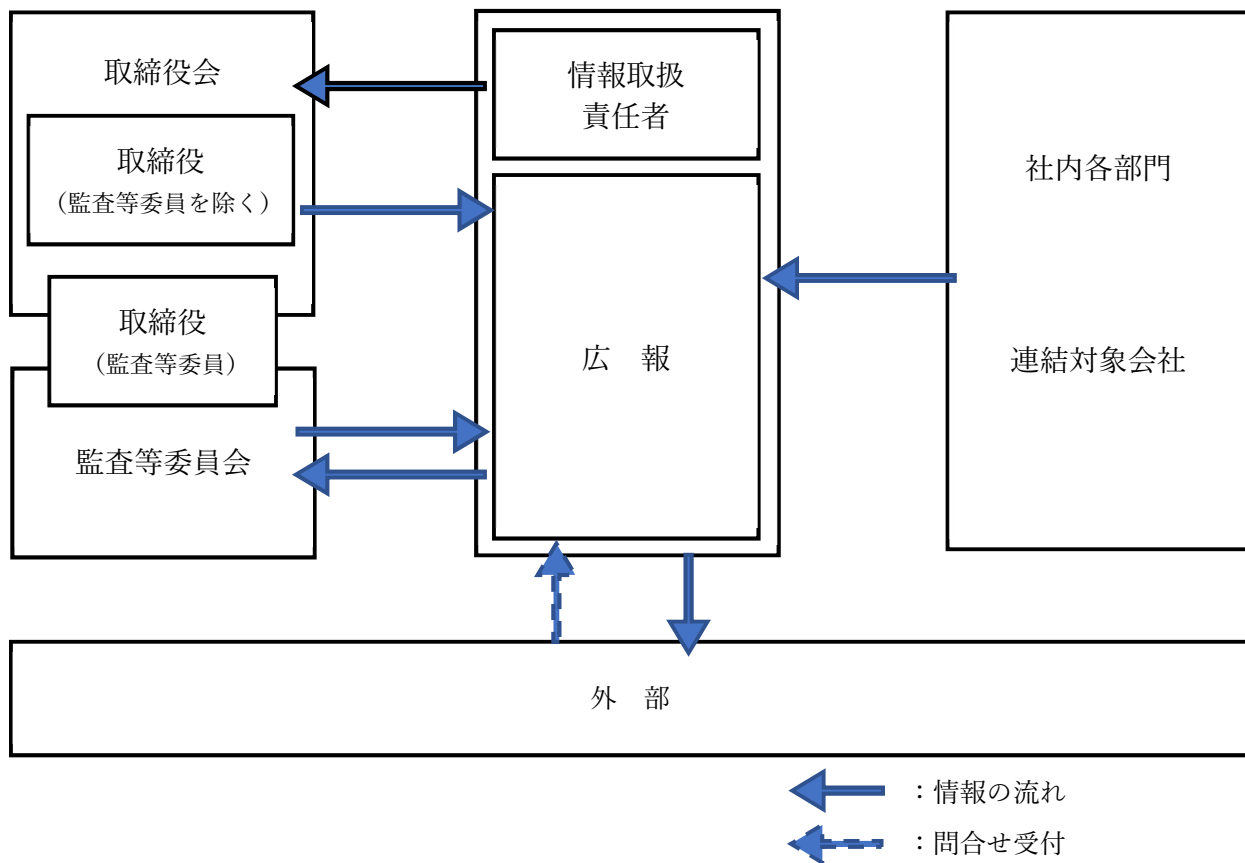 取締役会
取締役
（監査等委員を除く）
取締役
（監査等委員）
監査等委員会
情報取扱
責任者
広　報
社内各部門
連結対象会社
外　部
：情報の流れ
：問合せ受付